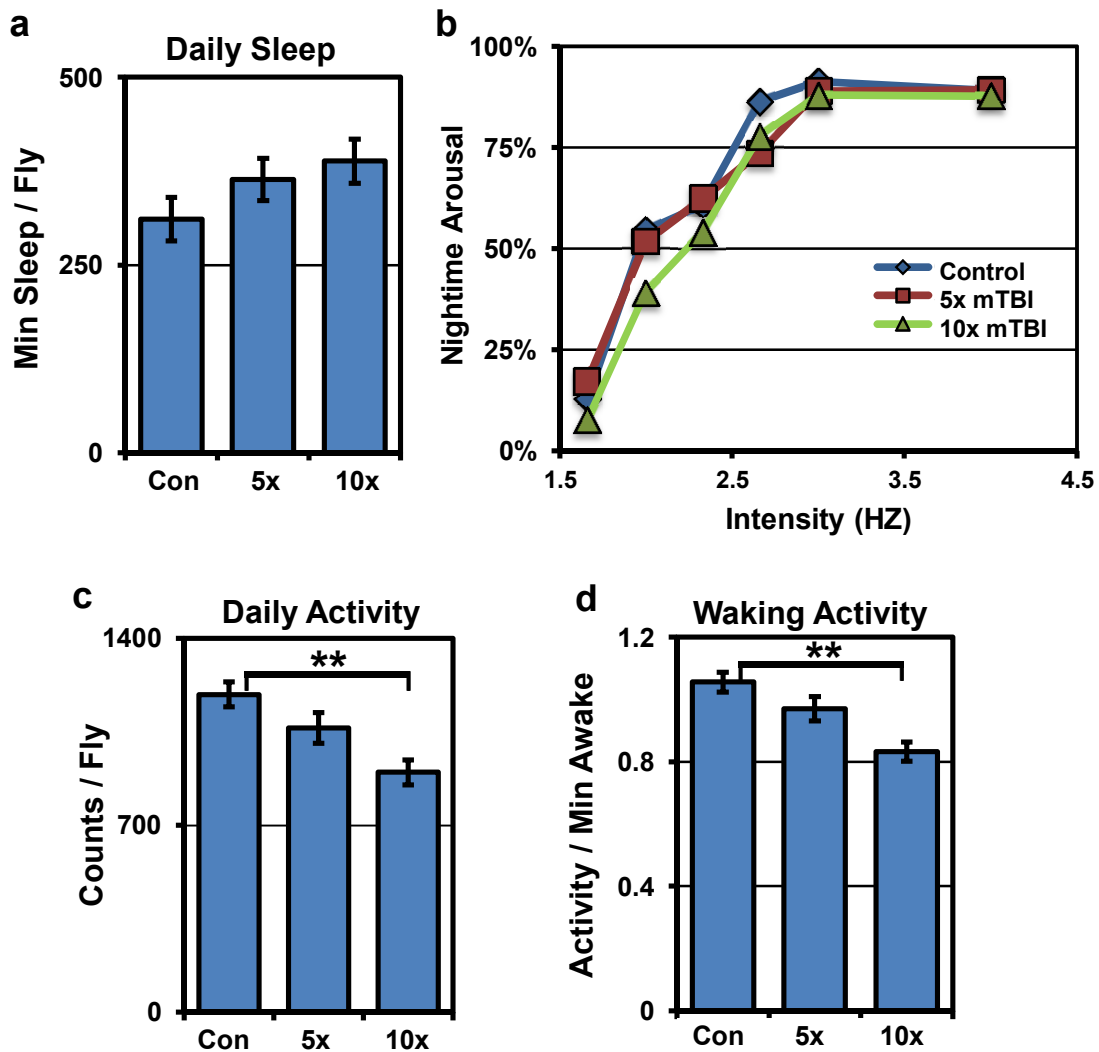 a
Daily Sleep
Min Sleep / Fly
500
250
0
Con 5x 10x
b
Nightime Arousal
100%
75%
50%
25%
0%
Control
5x mTBI
10x mTBI
1.5 2.5 3.5 4.5
Intensity (HZ)
c
Daily Activity
Counts / Fly
1400
700
0
**
Con 5x 10x
d
Waking Activity
Activity / Min Awake
1.2
0.8
0.4
0
**
Con 5x 10x